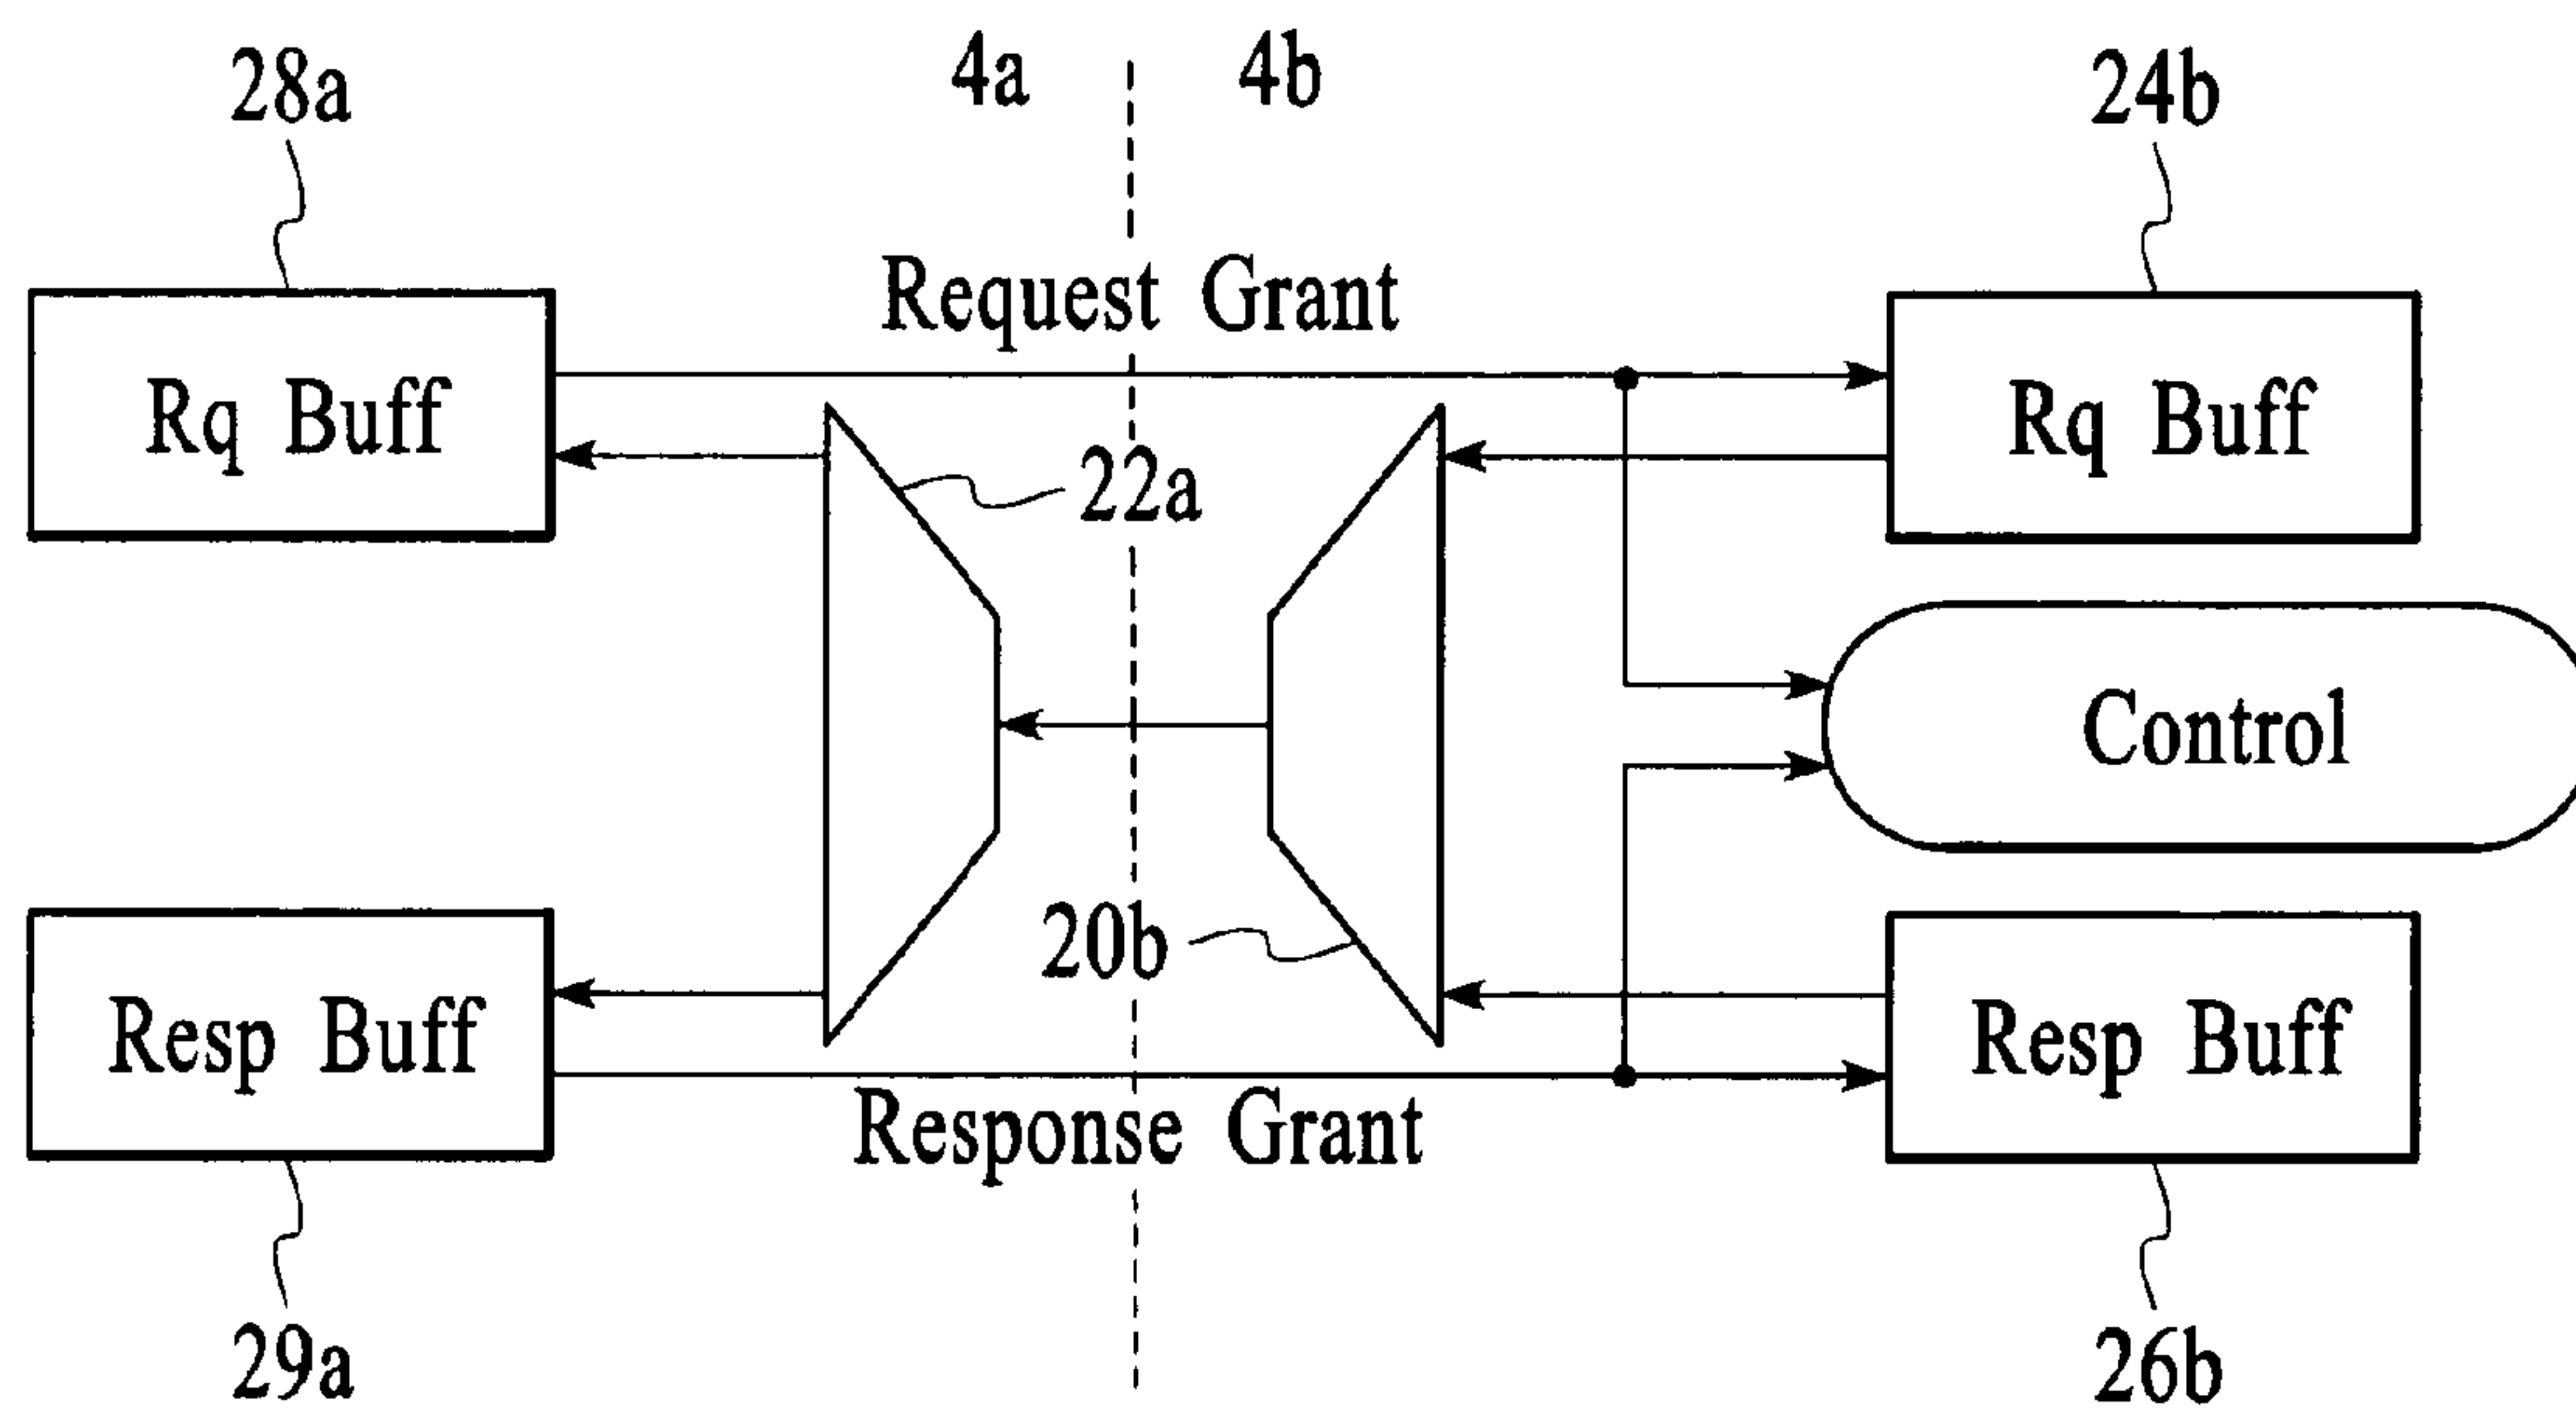 28a
4a
4b
24b
Request Grant
Rq Buff
Rq Buff
22a
Control
20b
Resp Buff
Resp Buff
Response Grant
29a
26b